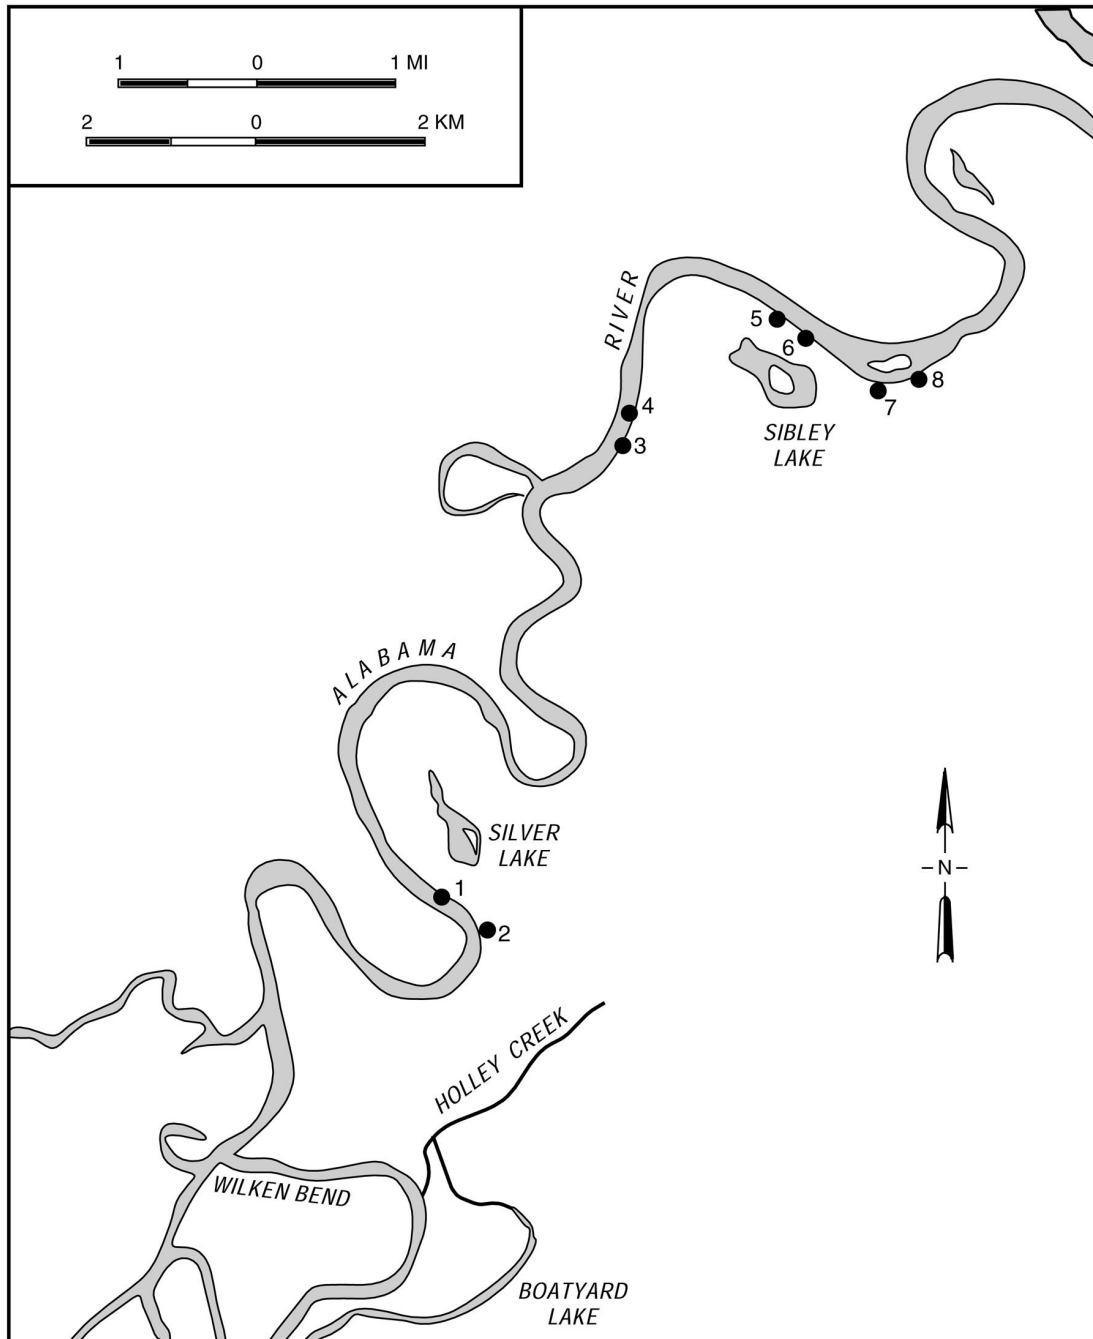 1 0 1 MI
2 0 2 KM
RIVER
5
6
8
7
4
3
SIBLEY
LAKE
ALABAMA
SILVER
LAKE
1
2
N
HOLLEY CREEK
WILKEN BEND
BOATYARD
LAKE